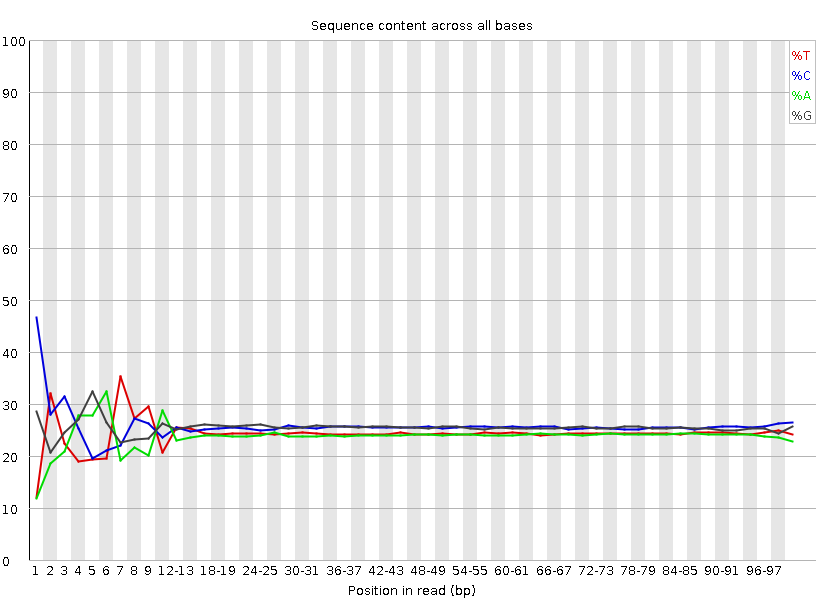 Sequence content across all bases
100
90
80
70
60
50
40
30
20
10
0
%T
%C
%A
%G
1 2 3 4 5 6 7 8 9 12-13 18-19 24-25 30-31 36-37 42-43 48-49 54-55 60-61 66-67 72-73 78-79 84-85 90-91 96-97
Position in read (bp)